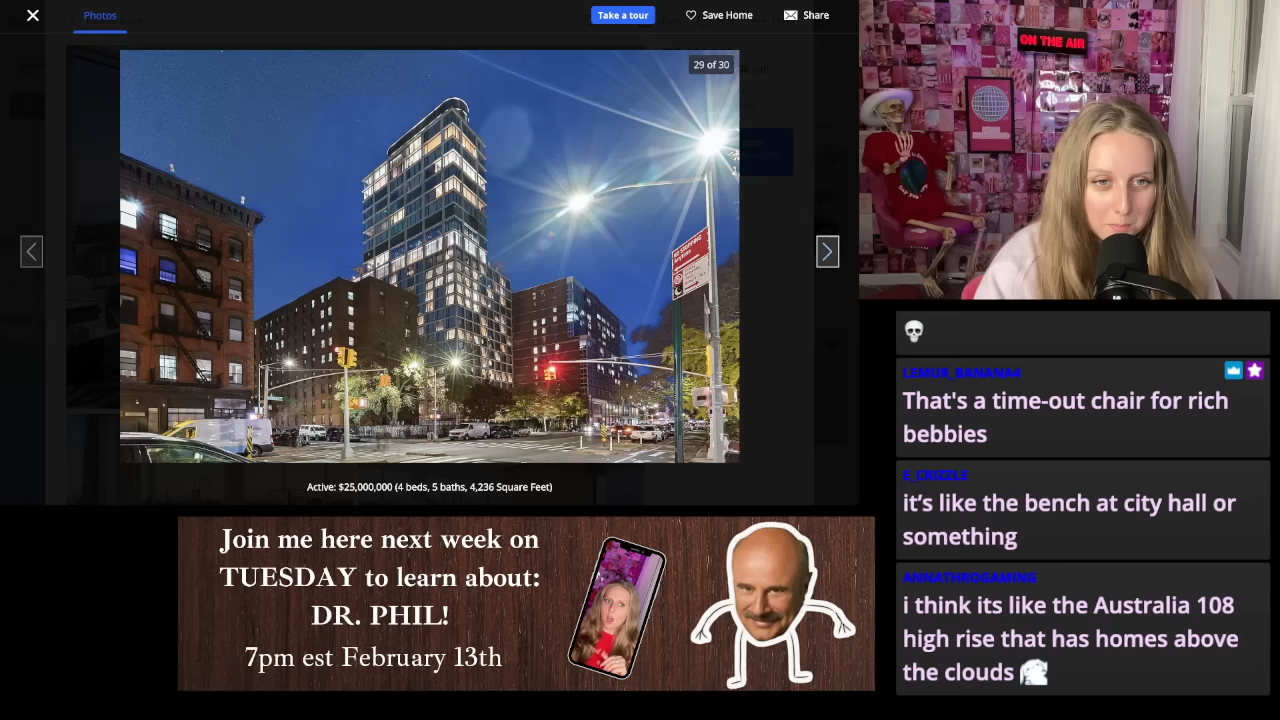 Photos
Take a tour
Save Home
Share
29 of 30
ON THE AIR
Active: $25,000,000 (4 beds, 5 baths, 4,236 Square Feet)
LEMUR_BANANA4
That's a time-out chair for rich
bebbies
E_CRIZZLE
it's like the bench at city hall or
something
ANNATHROGAMING
i think its like the Australia 108
high rise that has homes above
the clouds
Join me here next week on
TUESDAY to learn about:
DR. PHIL!
7pm est February 13th